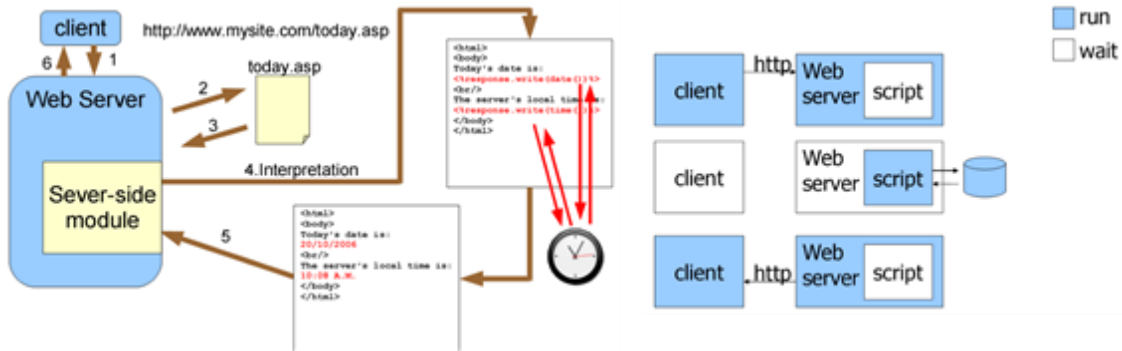 client
http://www.mysite.com/today.asp
6
1
Web Server
2
today.asp
3
4.Interpretation
Sever-side
module
5
<html>
<body>
Today's date is:
<%response.write(date())%>
<br/>
The server's local time is:
<%response.write(time())%>
</body>
</html>
<html>
<body>
Today's date is:
20/10/2006
<br/>
The server's local time is:
10:08 A.M.
</body>
</html>
run
wait
client
http
Web
server
script
client
Web
server
script
client
http
Web
server
script